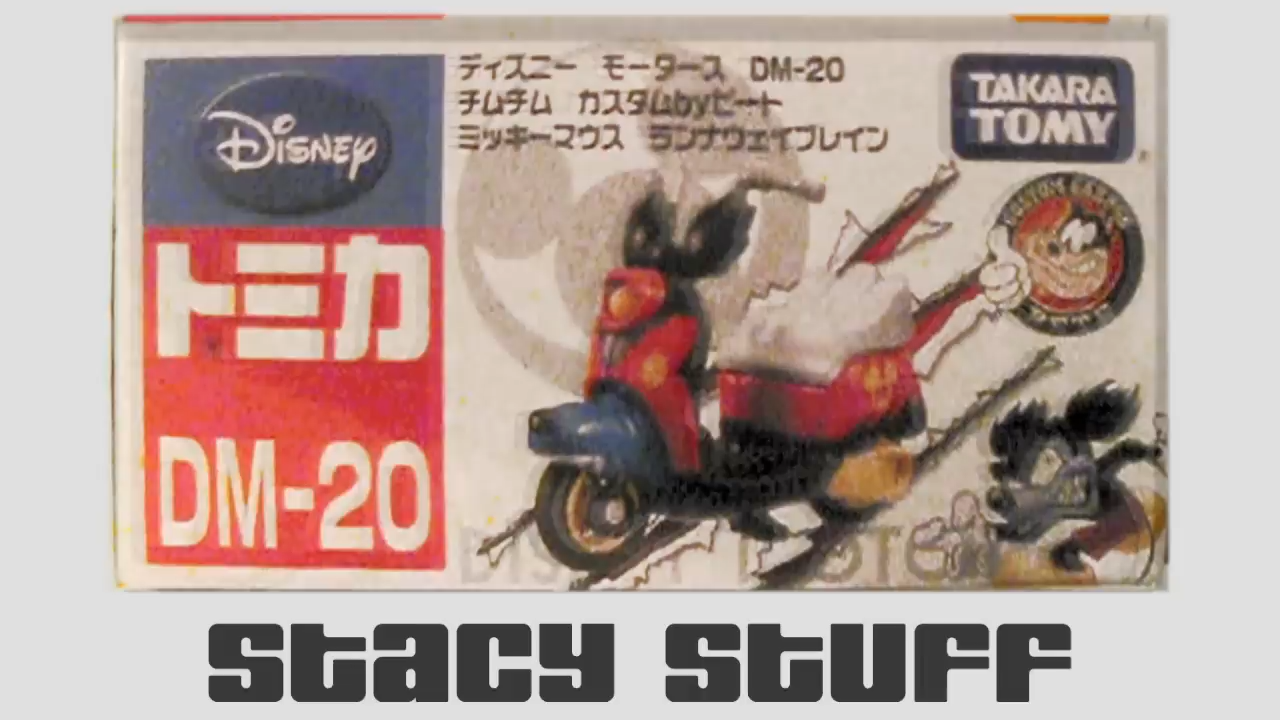 ディズニー モータース DM-20
チムチム カスタムbyピート
ミッキーマウス ランナウェイブレイン
TAKARA
TOMY
DISNEY
トミカ
DM-20
STACY STUFF